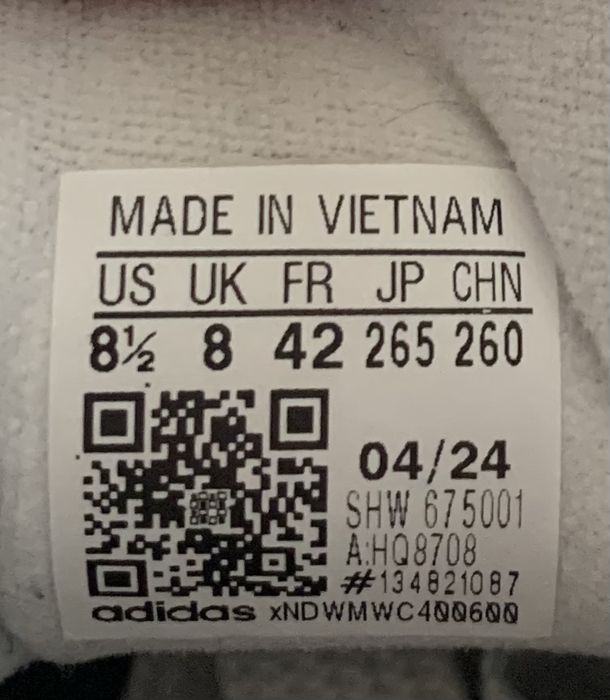 MADE IN VIETNAM
US UK FR JP CHN
8½ 8 42 265 260
04/24
SHW 675001
A:HQ8708
#134821087
adidas xNDWMWC400600